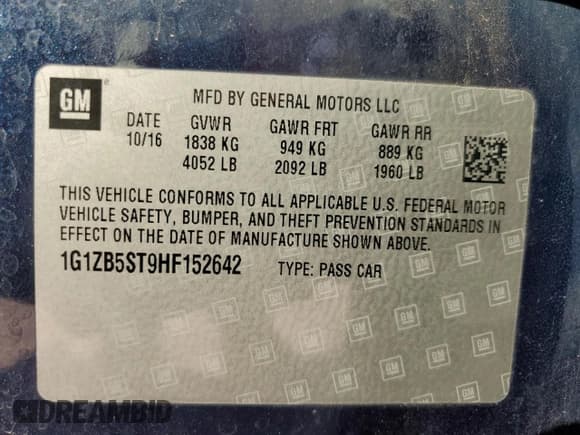 GM
MFD BY GENERAL MOTORS LLC
DATE GVWR GAWR FRT GAWR RR
10/16 1838 KG 949 KG 889 KG
4052 LB 2092 LB 1960 LB
THIS VEHICLE CONFORMS TO ALL APPLICABLE U.S. FEDERAL MOTOR
VEHICLE SAFETY, BUMPER, AND THEFT PREVENTION STANDARDS IN
EFFECT ON THE DATE OF MANUFACTURE SHOWN ABOVE.
1G1ZB5ST9HF152642 TYPE: PASS CAR
DREAMBID